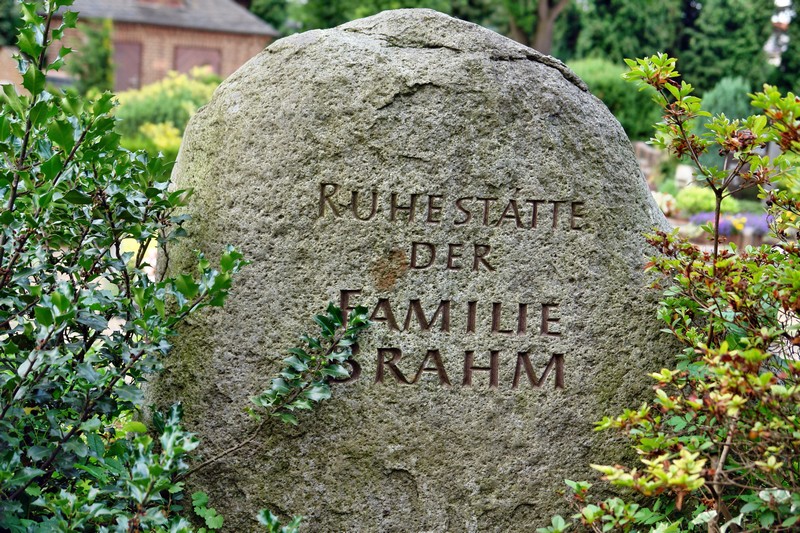 RUHESTÄTTE
DER
FAMILIE
BRAHM